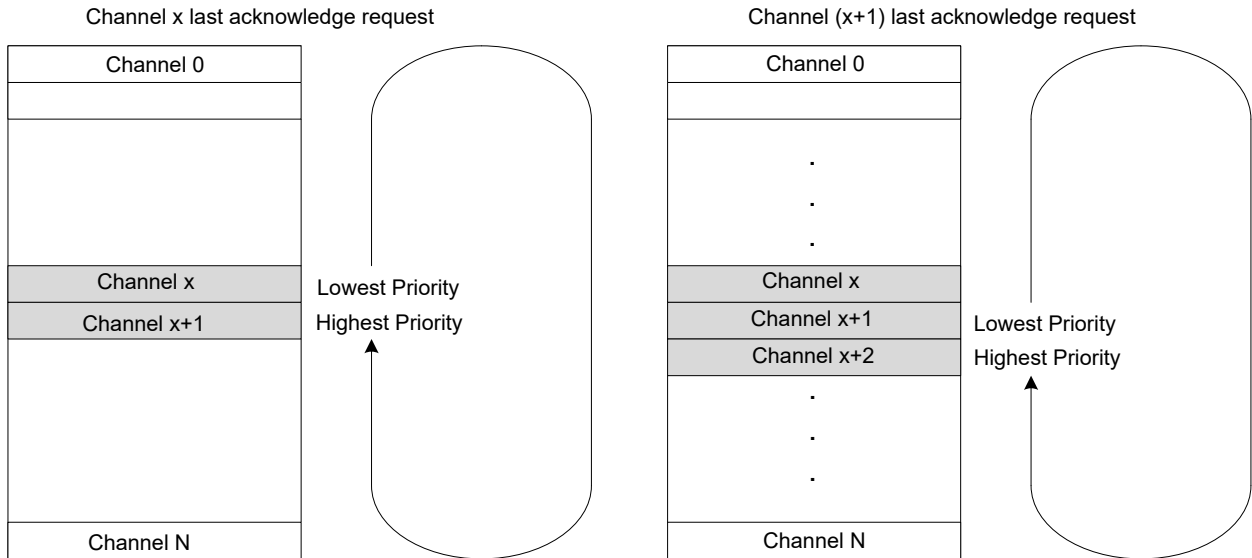 Channel x last acknowledge request
Channel 0
Channel x
Lowest Priority
Channel x+1
Highest Priority
Channel N
Channel (x+1) last acknowledge request
Channel 0
.
.
.
Channel x
Channel x+1
Lowest Priority
Channel x+2
Highest Priority
.
.
.
Channel N